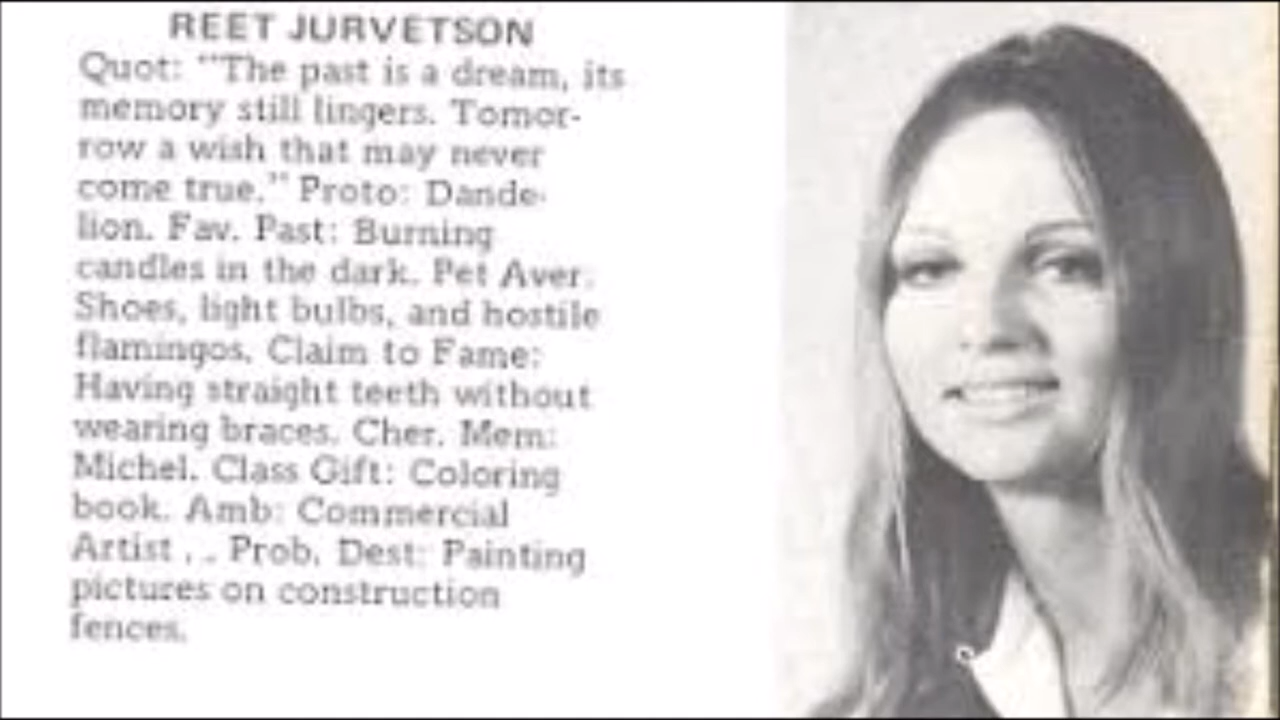 REET JURVETSON
Quot: "The past is a dream, its
memory still lingers. Tomor-
row a wish that may never
come true." Proto: Dande-
lion. Fav. Past: Burning
candles in the dark. Pet Aver:
Shoes, light bulbs, and hostile
flamingos. Claim to Fame:
Having straight teeth without
wearing braces. Cher. Mem:
Michel. Class Gift: Coloring
book. Amb: Commercial
Artist . . Prob. Dest: Painting
pictures on construction
fences.